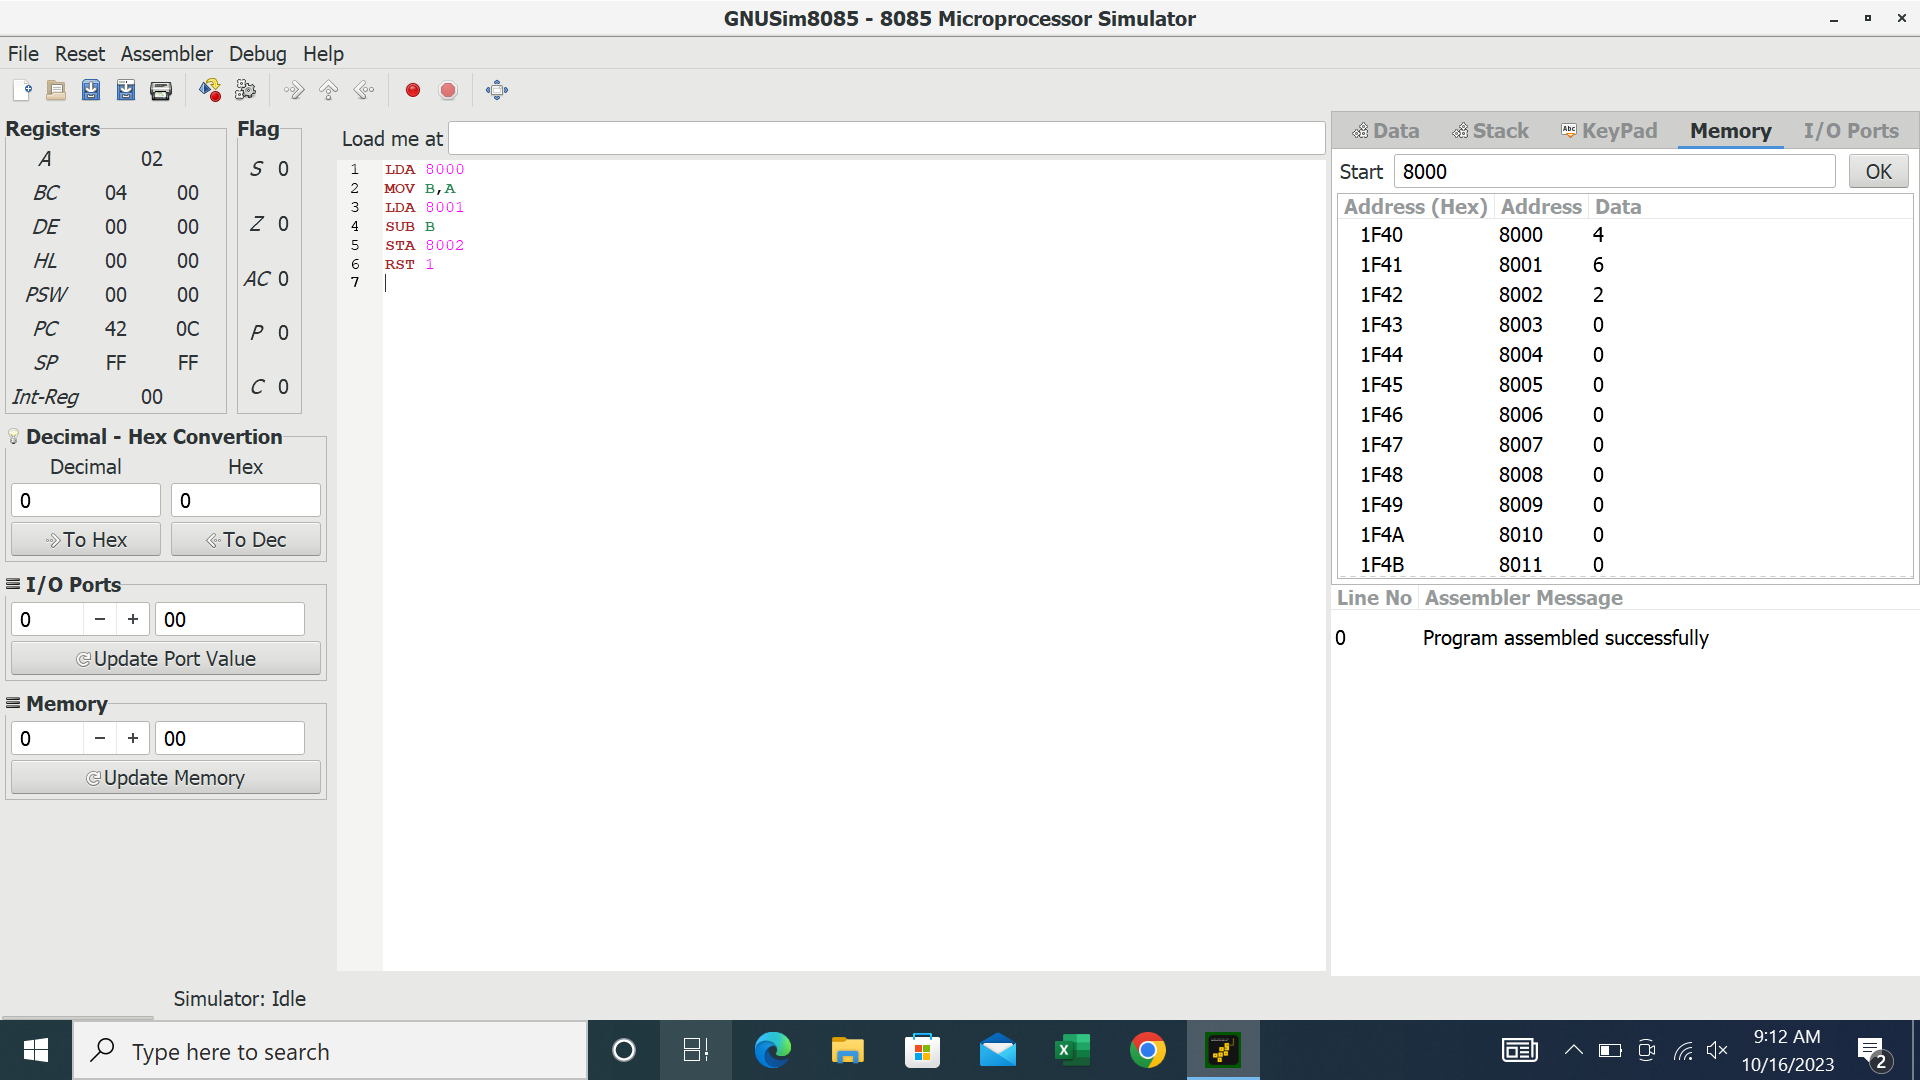 GNUSim8085 - 8085 Microprocessor Simulator
File Reset Assembler Debug Help
Registers
A 02
BC 04 00
DE 00 00
HL 00 00
PSW 00 00
PC 42 0C
SP FF FF
Int-Reg 00
Flag
S 0
Z 0
AC 0
P 0
C 0
Decimal - Hex Convertion
Decimal Hex
0 0
To Hex To Dec
I/O Ports
0 − + 00
Update Port Value
Memory
0 − + 00
Update Memory
Load me at
1 LDA 8000
2 MOV B,A
3 LDA 8001
4 SUB B
5 STA 8002
6 RST 1
7
Data Stack Abc KeyPad Memory I/O Ports
Start 8000 OK
Address (Hex) Address Data
1F40 8000 4
1F41 8001 6
1F42 8002 2
1F43 8003 0
1F44 8004 0
1F45 8005 0
1F46 8006 0
1F47 8007 0
1F48 8008 0
1F49 8009 0
1F4A 8010 0
1F4B 8011 0
Line No Assembler Message
0 Program assembled successfully
Simulator: Idle
Type here to search
9:12 AM
10/16/2023
2